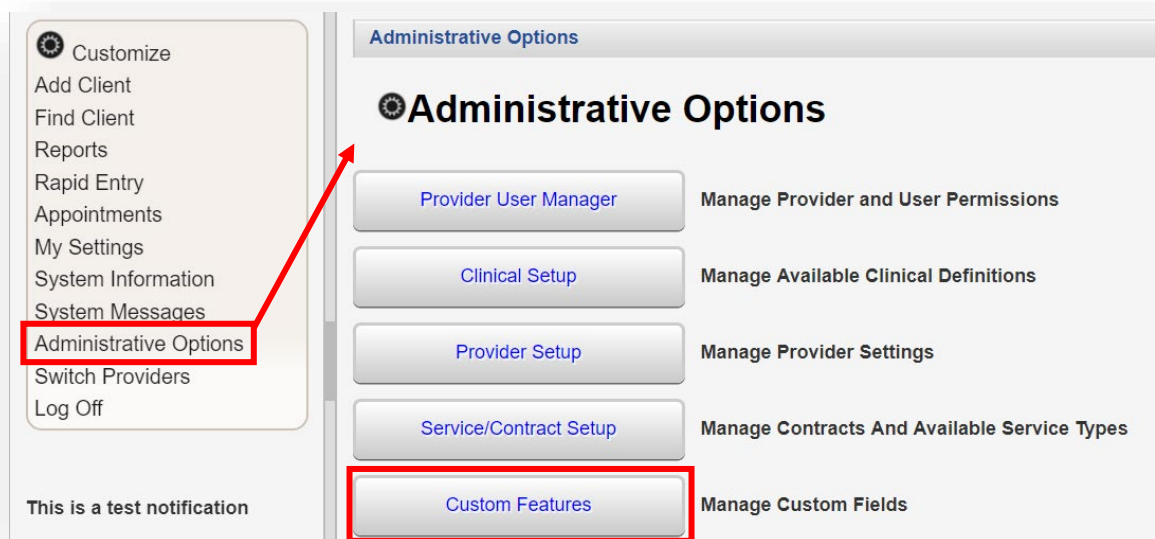 Customize
Add Client
Find Client
Reports
Rapid Entry
Appointments
My Settings
System Information
System Messages
Administrative Options
Switch Providers
Log Off
This is a test notification
Administrative Options
Administrative Options
Provider User Manager Manage Provider and User Permissions
Clinical Setup Manage Available Clinical Definitions
Provider Setup Manage Provider Settings
Service/Contract Setup Manage Contracts And Available Service Types
Custom Features Manage Custom Fields